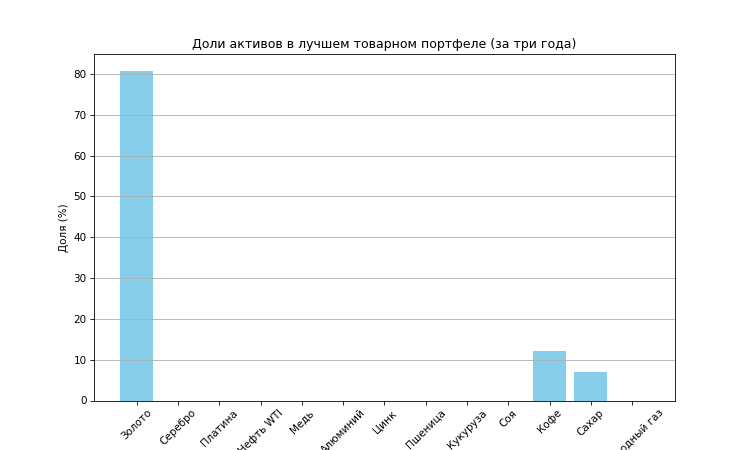 Доли активов в лучшем товарном портфеле (за три года)
Доля (%)
80
70
60
50
40
30
20
10
0
Золото
Серебро
Платина
Нефть WTI
Медь
Алюминий
Цинк
Пшеница
Кукуруза
Соя
Кофе
Сахар
одный газ